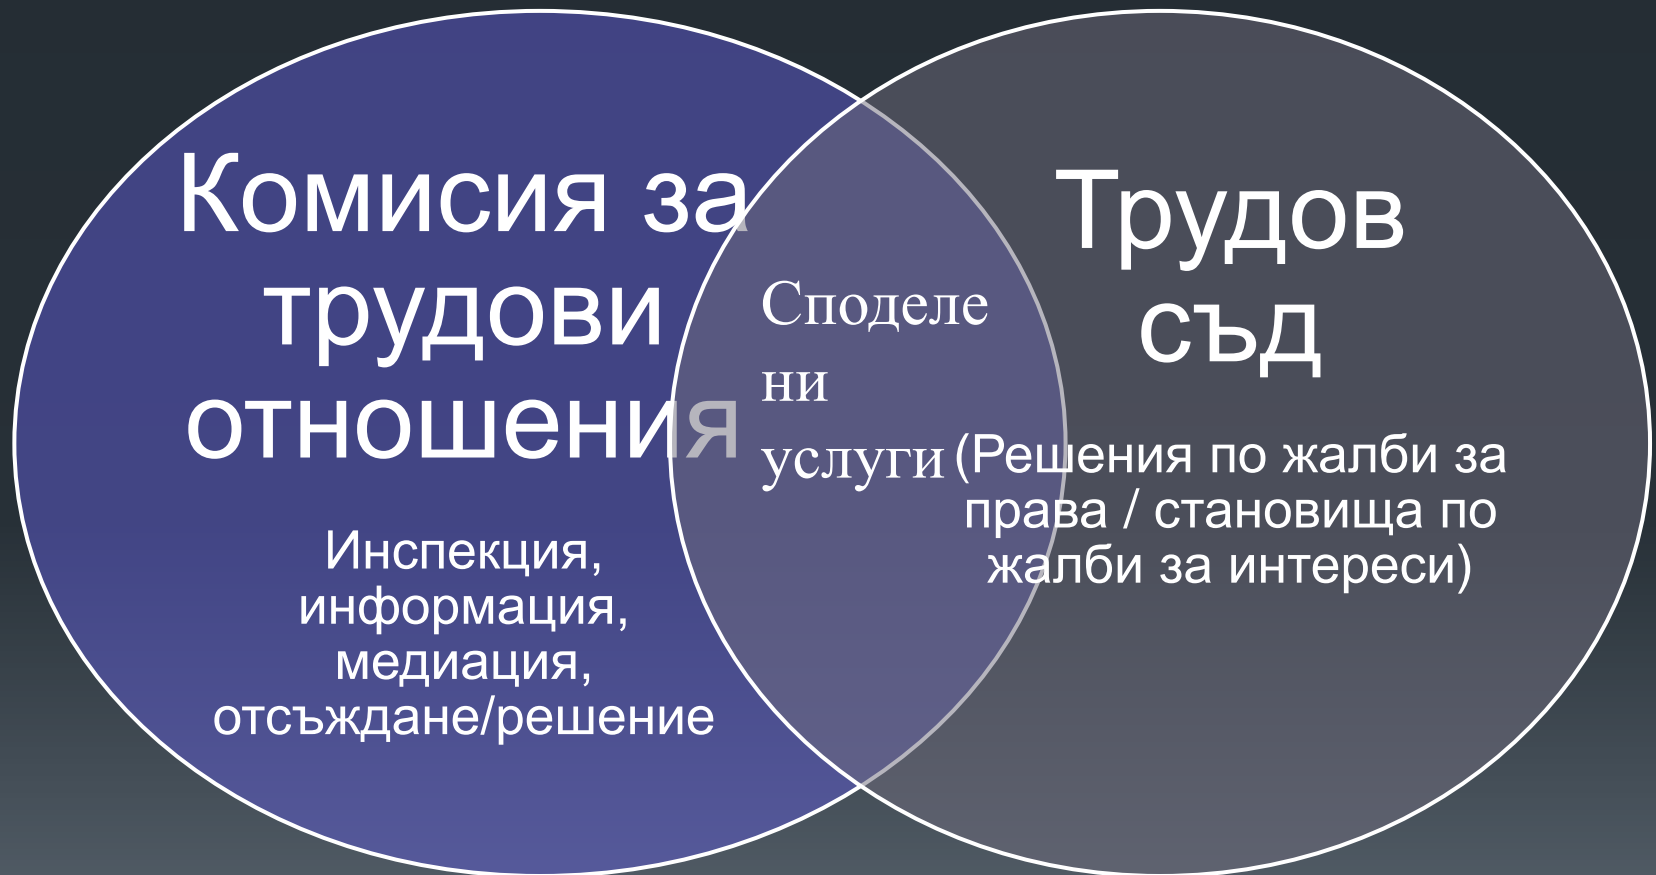 Комисия за
трудови
отношения
Инспекция,
информация,
медиация,
отсъждане/решение
Споделе
ни
услуги
Трудов
съд
(Решения по жалби за
права / становища по
жалби за интереси)